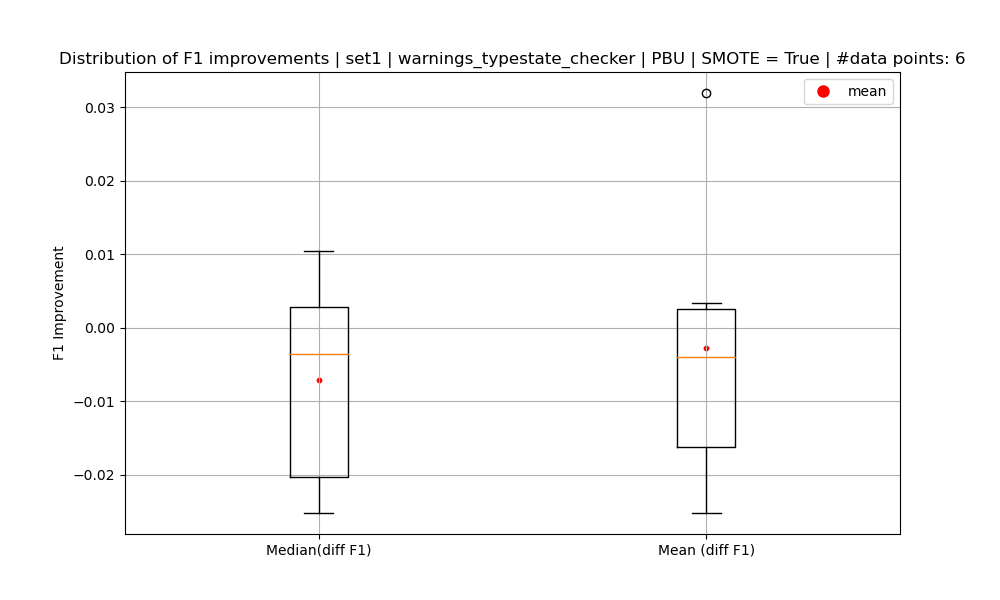 Distribution of F1 improvements | set1 | warnings_typestate_checker | PBU | SMOTE = True | #data points: 6
mean
0.03
0.02
0.01
0.00
−0.01
−0.02
F1 Improvement
Median(diff F1)
Mean (diff F1)